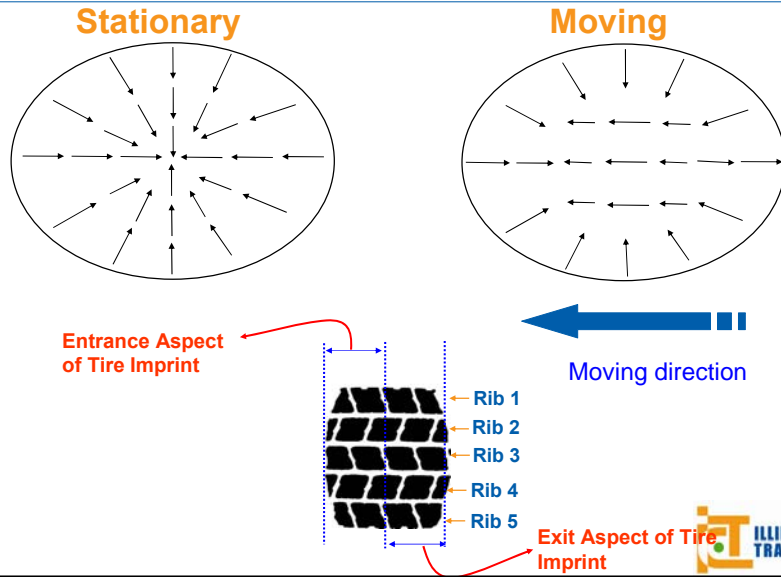 Stationary
Moving
Entrance Aspect
of Tire Imprint
Moving direction
Rib 1
Rib 2
Rib 3
Rib 4
Rib 5
Exit Aspect of Tire
Imprint